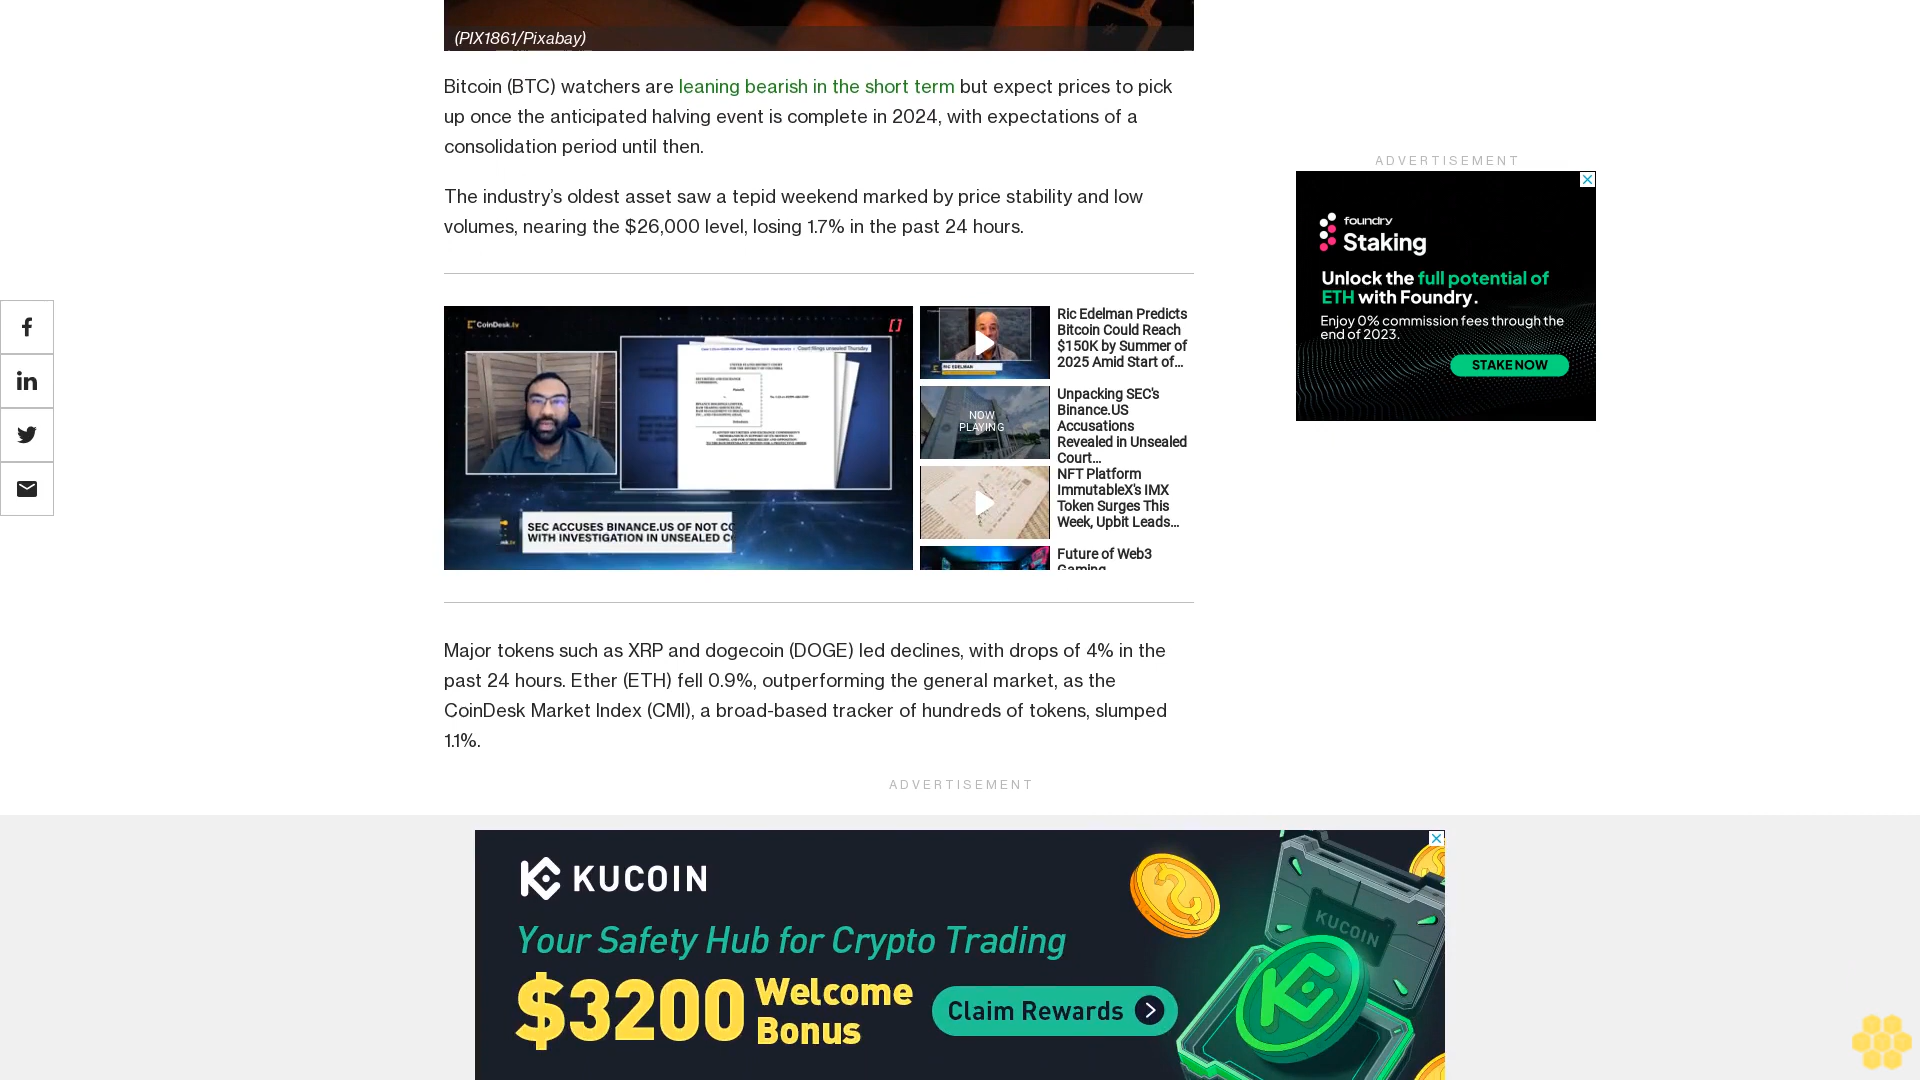 (PIX1861/Pixabay)
Bitcoin (BTC) watchers are leaning bearish in the short term but expect prices to pick
up once the anticipated halving event is complete in 2024, with expectations of a
consolidation period until then.
The industry’s oldest asset saw a tepid weekend marked by price stability and low
volumes, nearing the $26,000 level, losing 1.7% in the past 24 hours.
CoinDesk.tv
Court filings unsealed Thursday
SEC ACCUSES BINANCE.US OF NOT
WITH INVESTIGATION IN UNSEALED
RIC EDELMAN
Ric Edelman Predicts
Bitcoin Could Reach
$150K by Summer of
2025 Amid Start of...
NOW
PLAYING
Unpacking SEC's
Binance.US
Accusations
Revealed in Unsealed
Court...
NFT Platform
ImmutableX's IMX
Token Surges This
Week, Upbit Leads...
Future of Web3
Gaming
Major tokens such as XRP and dogecoin (DOGE) led declines, with drops of 4% in the
past 24 hours. Ether (ETH) fell 0.9%, outperforming the general market, as the
CoinDesk Market Index (CMI), a broad-based tracker of hundreds of tokens, slumped
1.1%.
ADVERTISEMENT
foundry
Staking
Unlock the full potential of
ETH with Foundry.
Enjoy 0% commission fees through the
end of 2023.
STAKE NOW
ADVERTISEMENT
KUCOIN
Your Safety Hub for Crypto Trading
$3200 Welcome
Bonus
Claim Rewards
KUCOIN